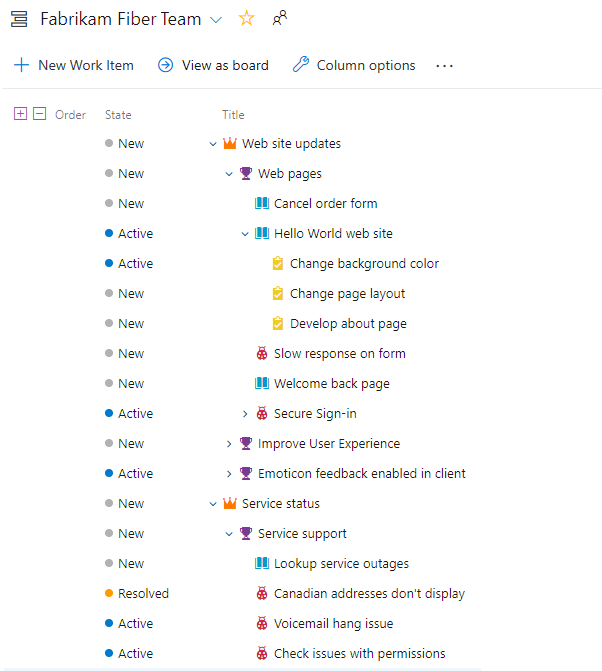 Fabrikam Fiber Team
New Work Item View as board Column options ...
Order State Title
New Web site updates
New Web pages
New Cancel order form
Active Hello World web site
Active Change background color
New Change page layout
New Develop about page
New Slow response on form
New Welcome back page
Active Secure Sign-in
New Improve User Experience
Active Emoticon feedback enabled in client
New Service status
New Service support
New Lookup service outages
Resolved Canadian addresses don't display
Active Voicemail hang issue
Active Check issues with permissions